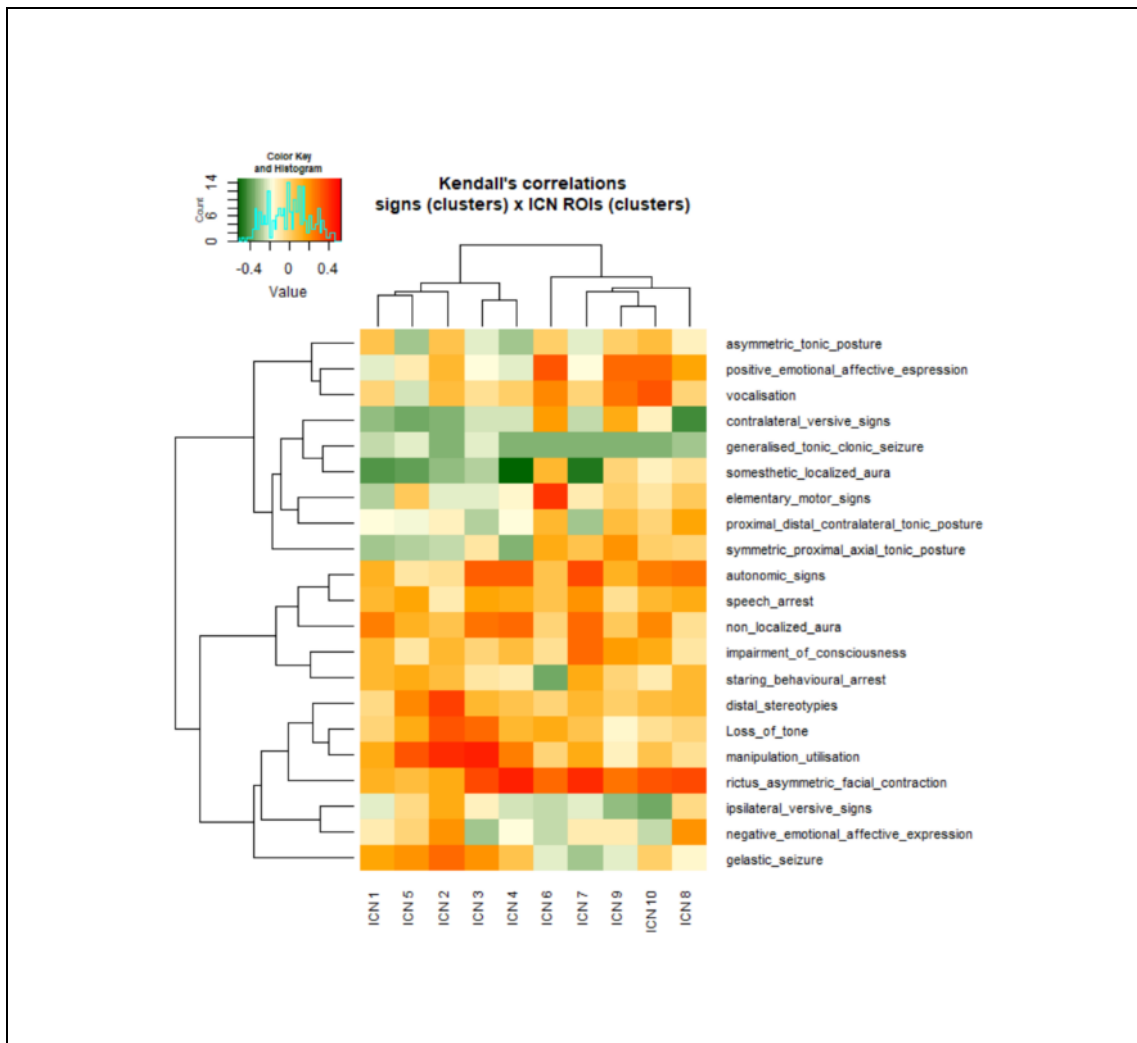 Color Key
and Histogram
Count
0 6 14
-0.4 0 0.4
Value
Kendall's correlations
signs (clusters) x ICN ROIs (clusters)
asymmetric_tonic_posture
positive_emotional_affective_espression
vocalisation
contralateral_versive_signs
generalised_tonic_clonic_seizure
somesthetic_localized_aura
elementary_motor_signs
proximal_distal_contralateral_tonic_posture
symmetric_proximal_axial_tonic_posture
autonomic_signs
speech_arrest
non_localized_aura
impairment_of_consciousness
staring_behavioural_arrest
distal_stereotypies
Loss_of_tone
manipulation_utilisation
rictus_asymmetric_facial_contraction
ipsilateral_versive_signs
negative_emotional_affective_expression
gelastic_seizure
ICN 1
ICN 5
ICN 2
ICN 3
ICN 4
ICN 6
ICN 7
ICN 9
ICN 10
ICN 8